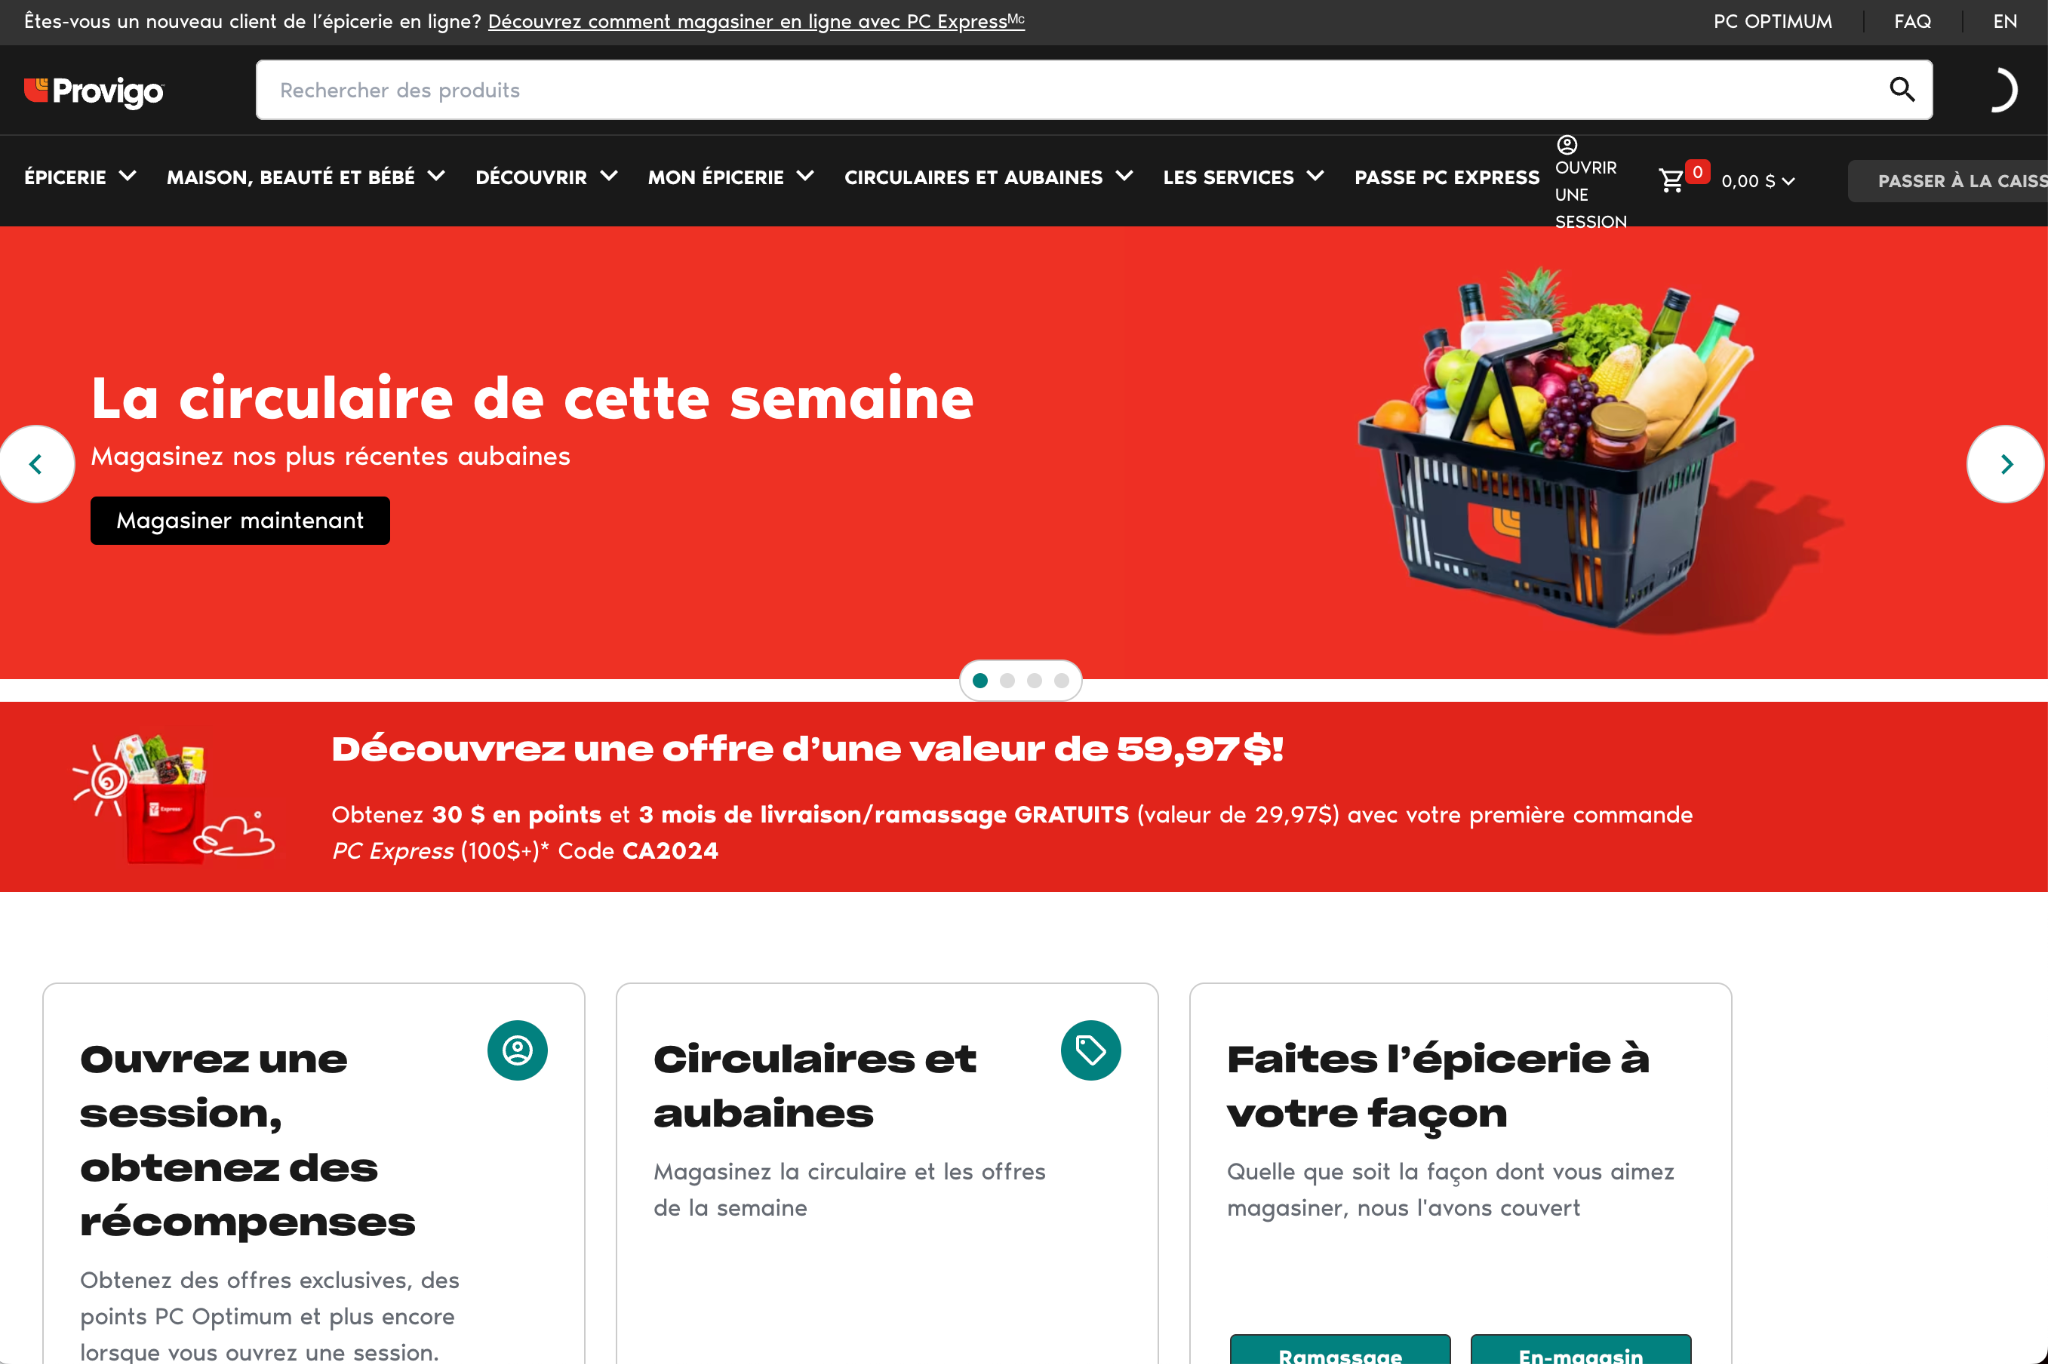 Êtes-vous un nouveau client de l’épicerie en ligne? Découvrez comment magasiner en ligne avec PC Expressᴹᶜ
PC OPTIMUM
FAQ
EN
Provigo
Rechercher des produits
ÉPICERIE
MAISON, BEAUTÉ ET BÉBÉ
DÉCOUVRIR
MON ÉPICERIE
CIRCULAIRES ET AUBAINES
LES SERVICES
PASSE PC EXPRESS
OUVRIR
UNE
SESSION
0
0,00 $
PASSER À LA CAISS
La circulaire de cette semaine
Magasinez nos plus récentes aubaines
Magasiner maintenant
Découvrez une offre d’une valeur de 59,97$!
Obtenez 30 $ en points et 3 mois de livraison/ramassage GRATUITS (valeur de 29,97$) avec votre première commande
PC Express (100$+)* Code CA2024
Ouvrez une
session,
obtenez des
récompenses
Obtenez des offres exclusives, des
points PC Optimum et plus encore
lorsque vous ouvrez une session.
Circulaires et
aubaines
Magasinez la circulaire et les offres
de la semaine
Faites l’épicerie à
votre façon
Quelle que soit la façon dont vous aimez
magasiner, nous l'avons couvert
Ramassage
En-magasin